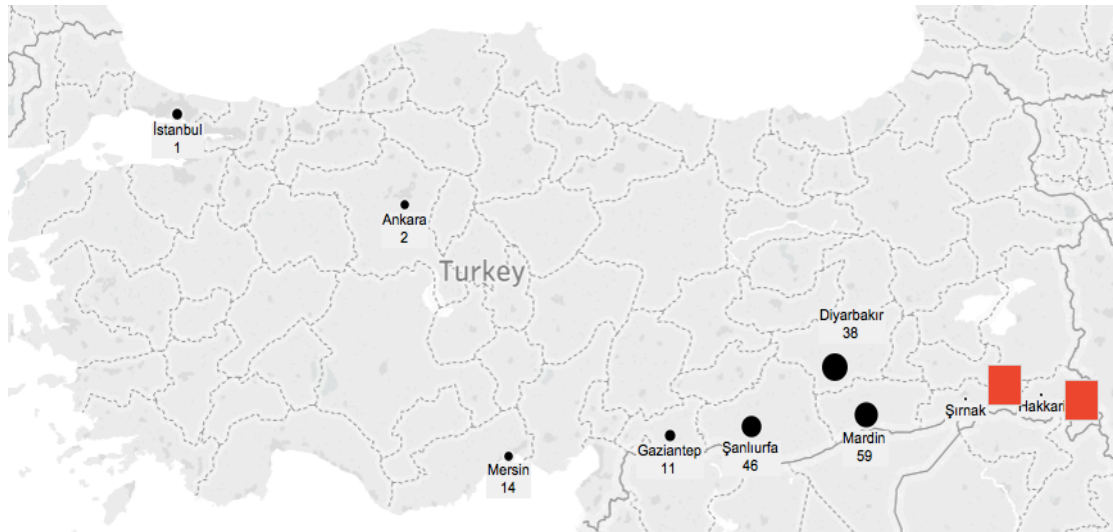 İstanbul
1
Ankara
2
Turkey
Diyarbakır
38
Şırnak
Hakkari
Mardin
59
Şanlıurfa
46
Gaziantep
11
Mersin
14